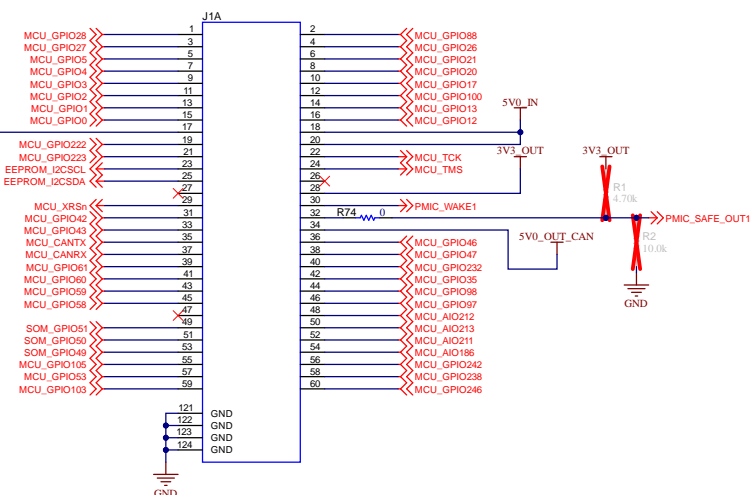 J1A
MCU_GPIO28 1 2 MCU_GPIO88
MCU_GPIO27 3 4 MCU_GPIO26
MCU_GPIO5 5 6 MCU_GPIO21
MCU_GPIO4 7 8 MCU_GPIO20
MCU_GPIO3 9 10 MCU_GPIO17
MCU_GPIO2 11 12 MCU_GPIO100
MCU_GPIO1 13 14 MCU_GPIO13
MCU_GPIO0 15 16 MCU_GPIO12
5V0_IN
17 18
MCU_GPIO222 19 20
MCU_GPIO223 21 22 MCU_TCK
EEPROM_I2CSCL 23 24 MCU_TMS
EEPROM_I2CSDA 25 26
3V3_OUT
3V3_OUT
27 28
MCU_XRSn 29 30 PMIC_WAKE1
MCU_GPIO42 31 32 R74 0
R1
4.70k
PMIC_SAFE_OUT1
MCU_GPIO43 33 34
5V0_OUT_CAN
R2
10.0k
GND
MCU_CANTX 35 36 MCU_GPIO46
MCU_CANRX 37 38 MCU_GPIO47
MCU_GPIO61 39 40 MCU_GPIO232
MCU_GPIO60 41 42 MCU_GPIO35
MCU_GPIO59 43 44 MCU_GPIO98
MCU_GPIO58 45 46 MCU_GPIO97
47 48 MCU_AIO212
SOM_GPIO51 49 50 MCU_AIO213
SOM_GPIO50 51 52 MCU_AIO211
SOM_GPIO49 53 54 MCU_AIO186
MCU_GPIO105 55 56 MCU_GPIO242
MCU_GPIO53 57 58 MCU_GPIO238
MCU_GPIO103 59 60 MCU_GPIO246
121 GND
122 GND
123 GND
124 GND
GND